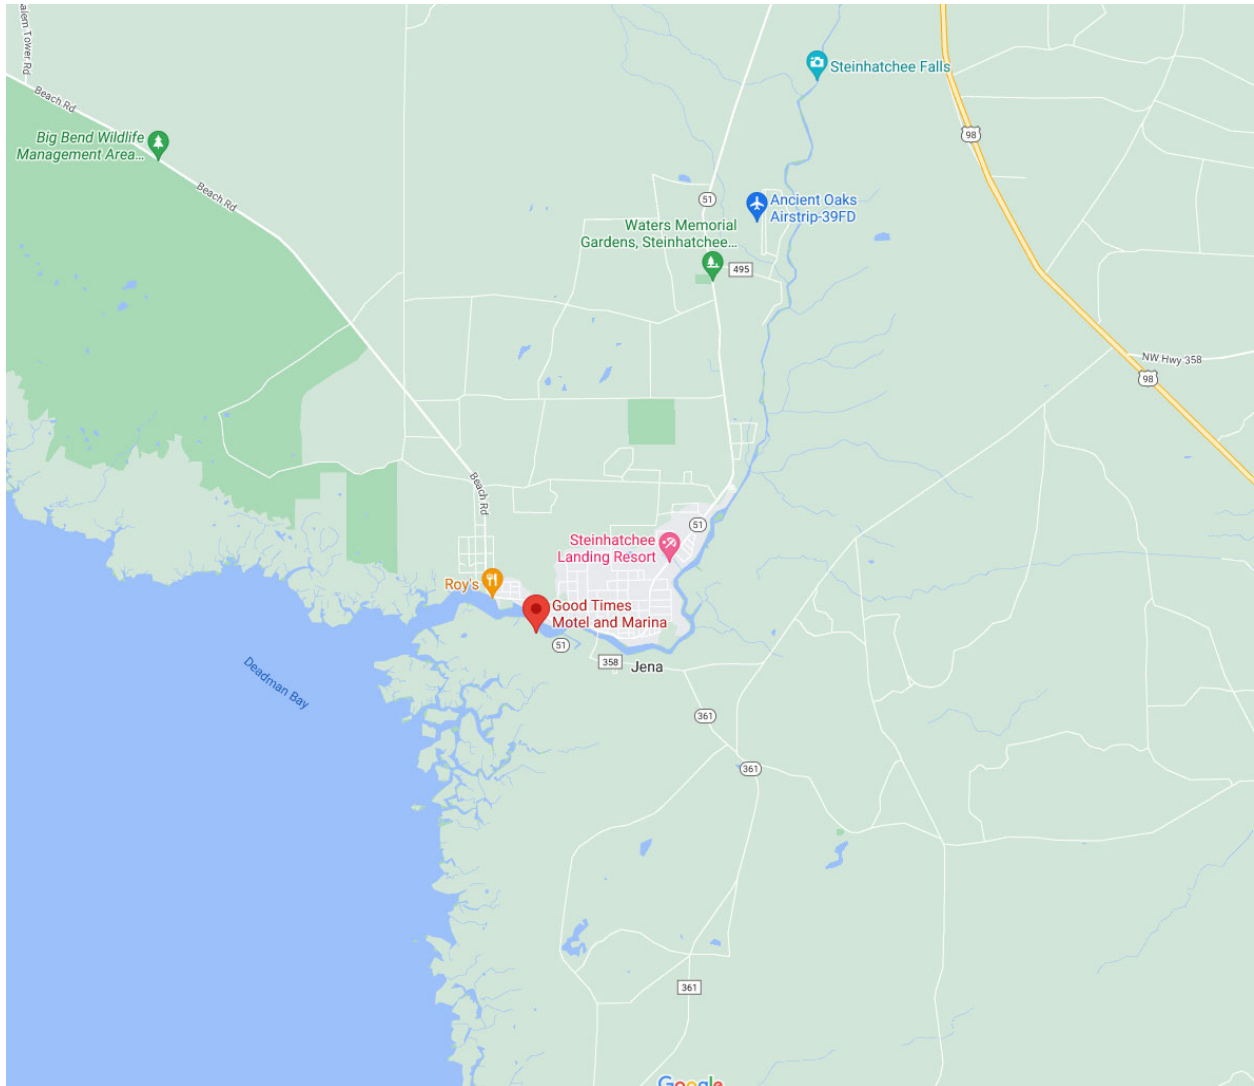 alem Tower Rd
Beach Rd
Big Bend Wildlife
Management Area...
Beach Rd
Steinhatchee Falls
98
51
Ancient Oaks
Airstrip-39FD
Waters Memorial
Gardens, Steinhatchee...
495
NW Hwy 358
98
Beach Rd
51
Steinhatchee
Landing Resort
Roy's
Good Times
Motel and Marina
51
358
Jena
Deadman Bay
361
361
361
Google